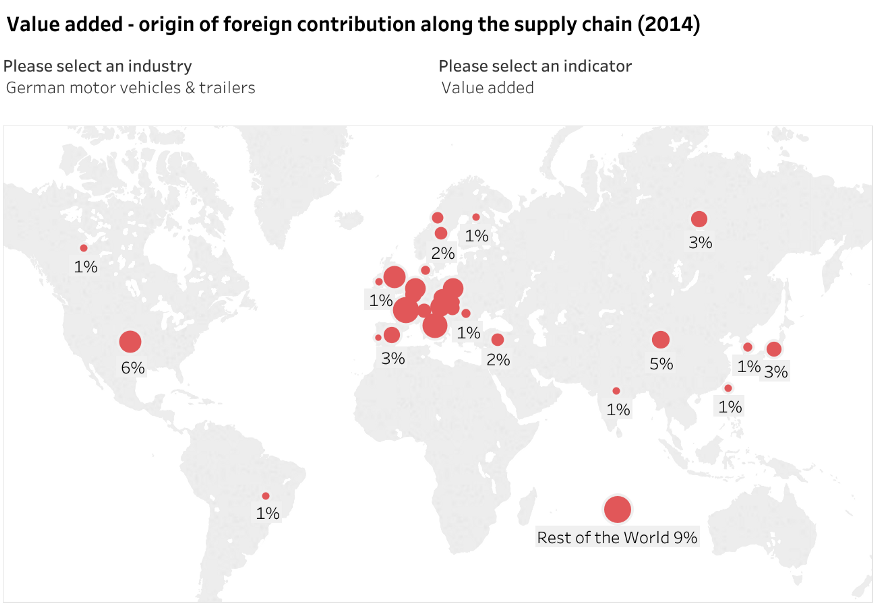 Value added - origin of foreign contribution along the supply chain (2014)
Please select an industry
Please select an indicator
German motor vehicles & trailers
Value added
1%
2%
1%
3%
1%
1%
6%
3%
2%
5%
1%
3%
1%
1%
1%
Rest of the World 9%